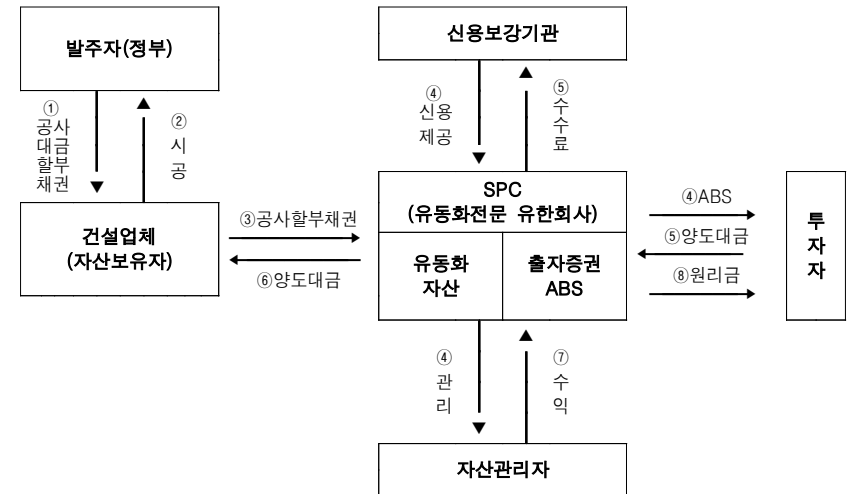 발주자(정부)
신용보강기관
①
공사
대금
할부
채권
②
시
공
④
신용
제공
⑤
수
수
료
건설업체
(자산보유자)
③공사할부채권
⑥양도대금
SPC
(유동화전문 유한회사)
유동화
자산
출자증권
ABS
④ABS
⑤양도대금
⑧원리금
투
자
자
④
관
리
⑦
수
익
자산관리자